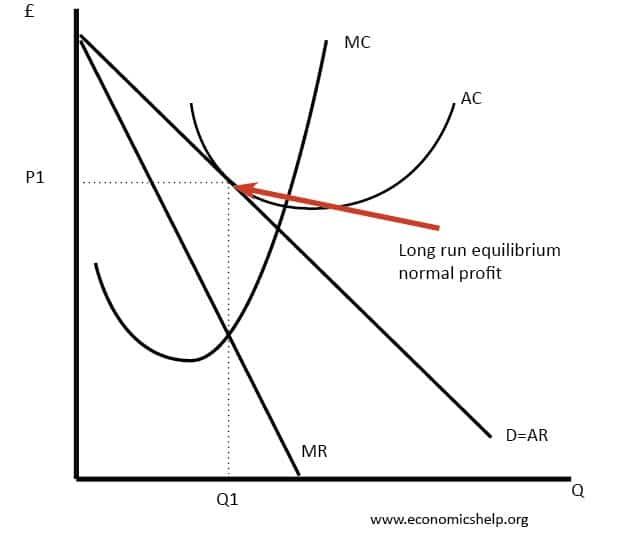 £
MC
AC
P1
Long run equilibrium
normal profit
D=AR
MR
Q
Q1
www.economicshelp.org